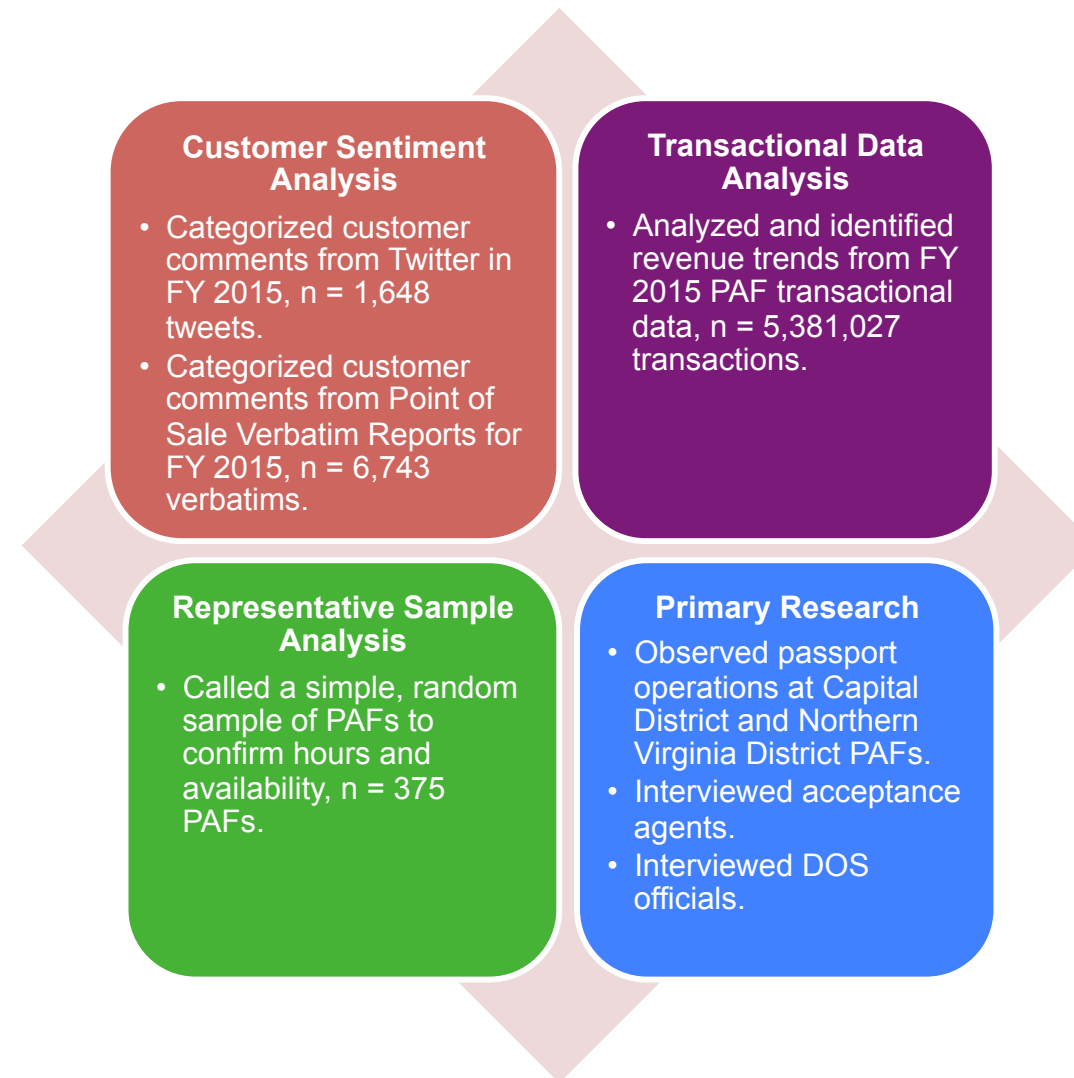 Customer Sentiment
Analysis
• Categorized customer
comments from Twitter in
FY 2015, n = 1,648
tweets.
• Categorized customer
comments from Point of
Sale Verbatim Reports for
FY 2015, n = 6,743
verbatims.
Transactional Data
Analysis
• Analyzed and identified
revenue trends from FY
2015 PAF transactional
data, n = 5,381,027
transactions.
Representative Sample
Analysis
• Called a simple, random
sample of PAFs to
confirm hours and
availability, n = 375
PAFs.
Primary Research
• Observed passport
operations at Capital
District and Northern
Virginia District PAFs.
• Interviewed acceptance
agents.
• Interviewed DOS
officials.